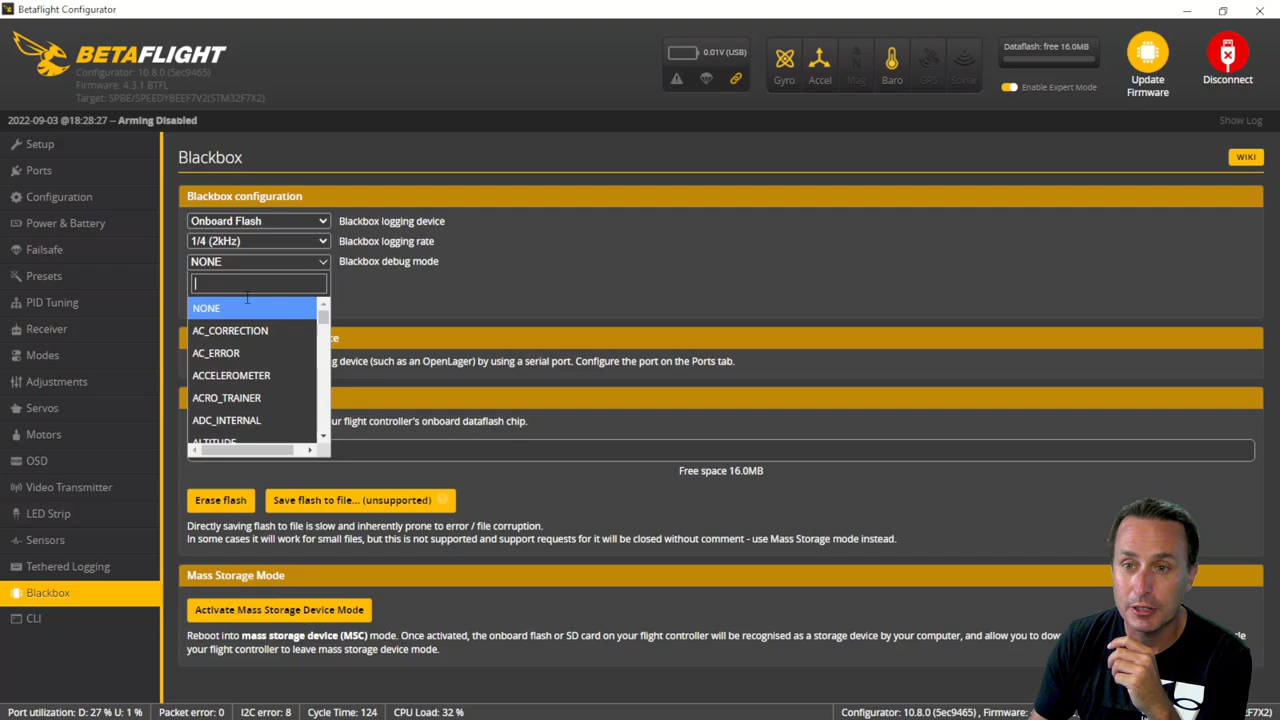 Betaflight Configurator
BETAFLIGHT
Configurator: 10.8.0 (5ec9465)
Firmware: 4.3.1 BTFL
Target: SPBE/SPEEDYBEEF7V2(STM32F7X2)
0.01V (USB)
Gyro
Accel
Mag
Baro
GPS
Sonar
Dataflash: free 16.0MB
Enable Expert Mode
Update
Firmware
Disconnect
2022-09-03 @18:28:27 -- Arming Disabled
Show Log
Setup
Ports
Configuration
Power & Battery
Failsafe
Presets
PID Tuning
Receiver
Modes
Adjustments
Servos
Motors
OSD
Video Transmitter
LED Strip
Sensors
Tethered Logging
Blackbox
CLI
Blackbox
WIKI
Blackbox configuration
Onboard Flash
Blackbox logging device
1/4 (2kHz)
Blackbox logging rate
NONE
Blackbox debug mode
NONE
AC_CORRECTION
AC_ERROR
ACCELEROMETER
ACRO_TRAINER
ADC_INTERNAL
ALTITUDE
device (such as an OpenLager) by using a serial port. Configure the port on the Ports tab.
flight controller's onboard dataflash chip.
Free space 16.0MB
Erase flash
Save flash to file... (unsupported)
Directly saving flash to file is slow and inherently prone to error / file corruption.
In some cases it will work for small files, but this is not supported and support requests for it will be closed without comment - use Mass Storage mode instead.
Mass Storage Mode
Activate Mass Storage Device Mode
Reboot into mass storage device (MSC) mode. Once activated, the onboard flash or SD card on your flight controller will be recognised as a storage device by your computer, and allow you to
your flight controller to leave mass storage device mode.
Port utilization: D: 27 % U: 1 %
Packet error: 0
I2C error: 8
Cycle Time: 124
CPU Load: 32 %
Configurator: 10.8.0 (5ec9465), Firmware:
F7X2)